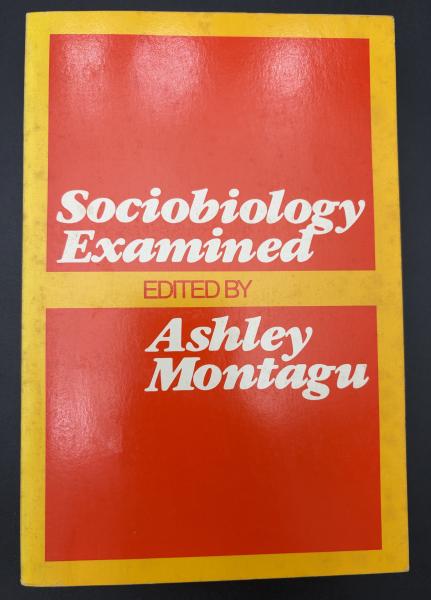 Sociobiology
Examined
EDITED BY
Ashley
Montagu